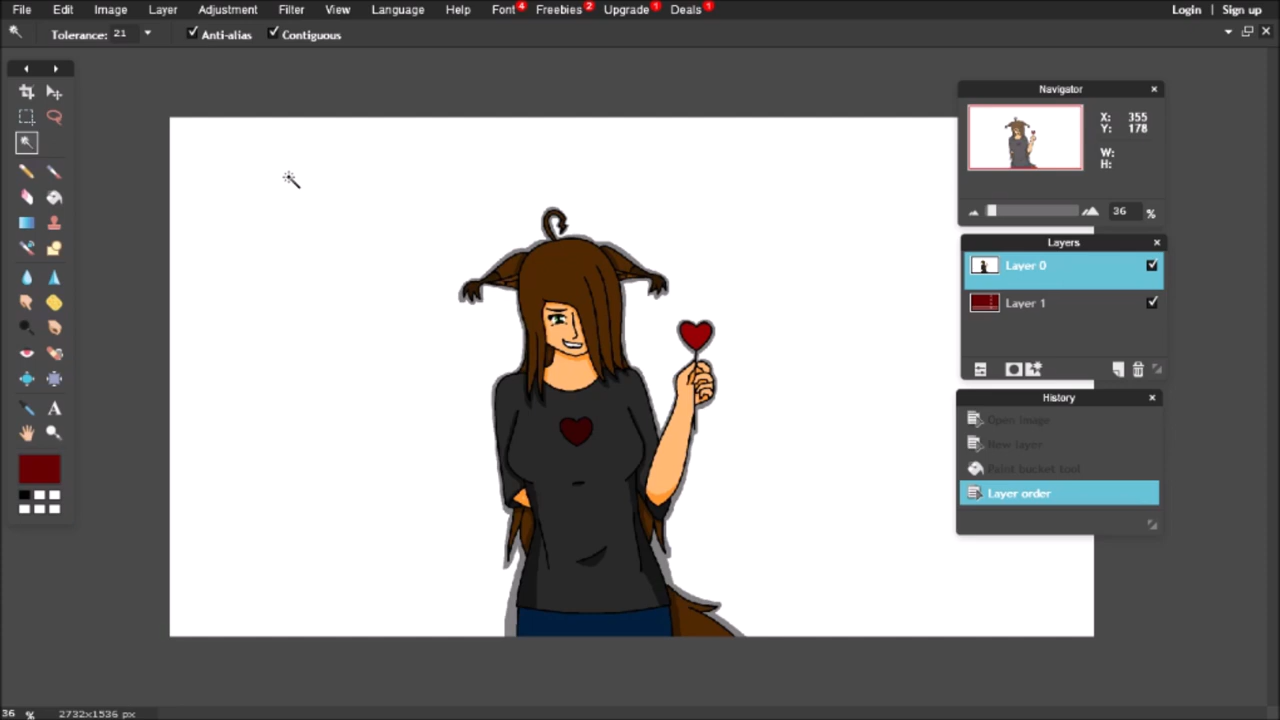 File Edit Image Layer Adjustment Filter View Language Help Font 4 Freebies 2 Upgrade 1 Deals 1 Login | Sign up
Tolerance: 21 Anti-alias Contiguous
Navigator
X: 355
Y: 178
W:
H:
36 %
Layers
Layer 0
Layer 1
History
Open image
New layer
Paint bucket tool
Layer order
A
36 % 2732x1536 px